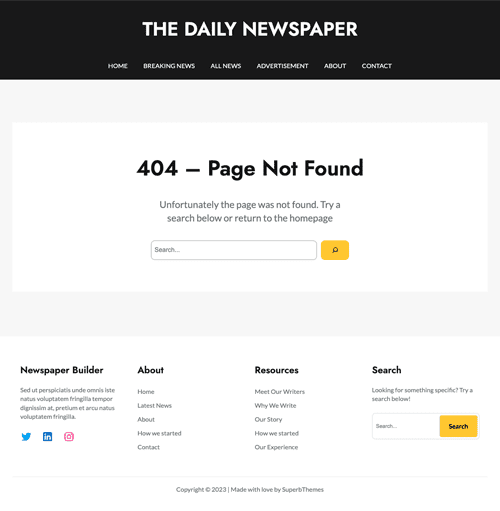 THE DAILY NEWSPAPER
HOME BREAKING NEWS ALL NEWS ADVERTISEMENT ABOUT CONTACT
404 – Page Not Found
Unfortunately the page was not found. Try a
search below or return to the homepage
Search...
Newspaper Builder
Sed ut perspiciatis unde omnis iste
natus voluptatem fringilla tempor
dignissim at, pretium et arcu natus
voluptatem fringilla.
About
Home
Latest News
About
How we started
Contact
Resources
Meet Our Writers
Why We Write
Our Story
How we started
Our Experience
Search
Looking for something specific? Try a
search below!
Search...
Search
Copyright © 2023 | Made with love by SuperbThemes